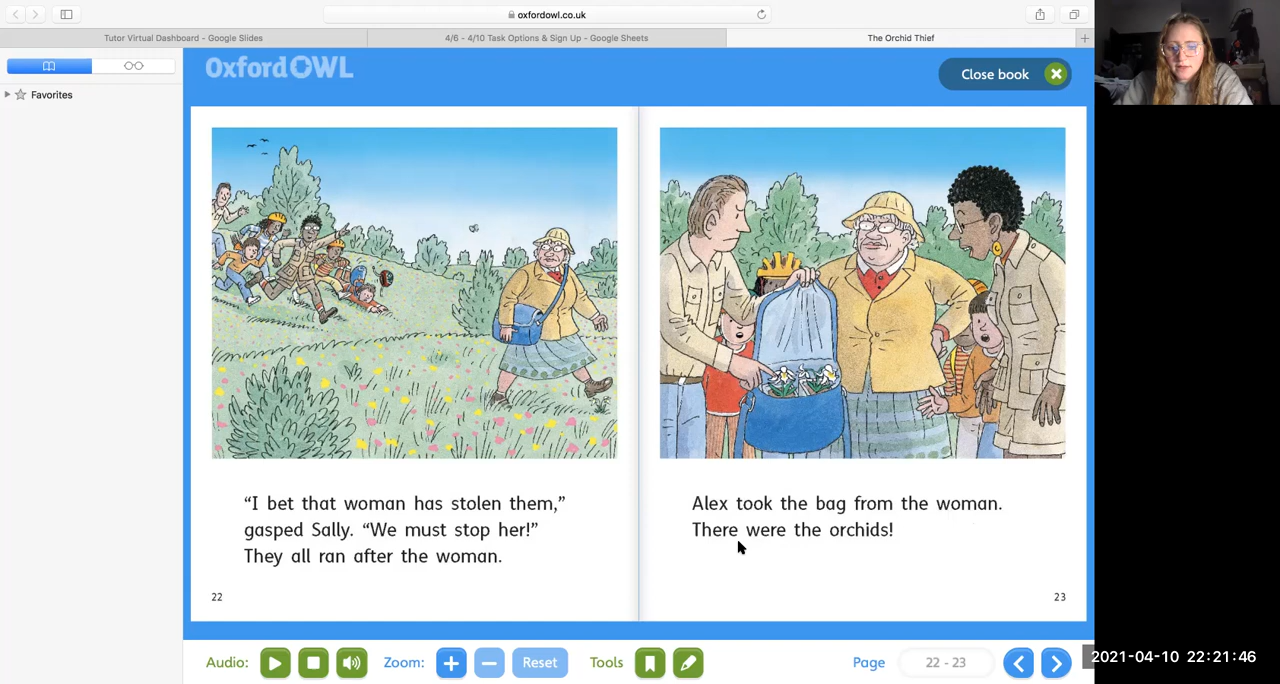 oxfordowl.co.uk
Tutor Virtual Dashboard - Google Slides
4/6 - 4/10 Task Options & Sign Up - Google Sheets
The Orchid Thief
Favorites
Oxford OWL
Close book
“I bet that woman has stolen them,”
gasped Sally. “We must stop her!”
They all ran after the woman.
22
Alex took the bag from the woman.
There were the orchids!
23
Audio:
Zoom:
Reset
Tools
Page
22 - 23
2021-04-10 22:21:46